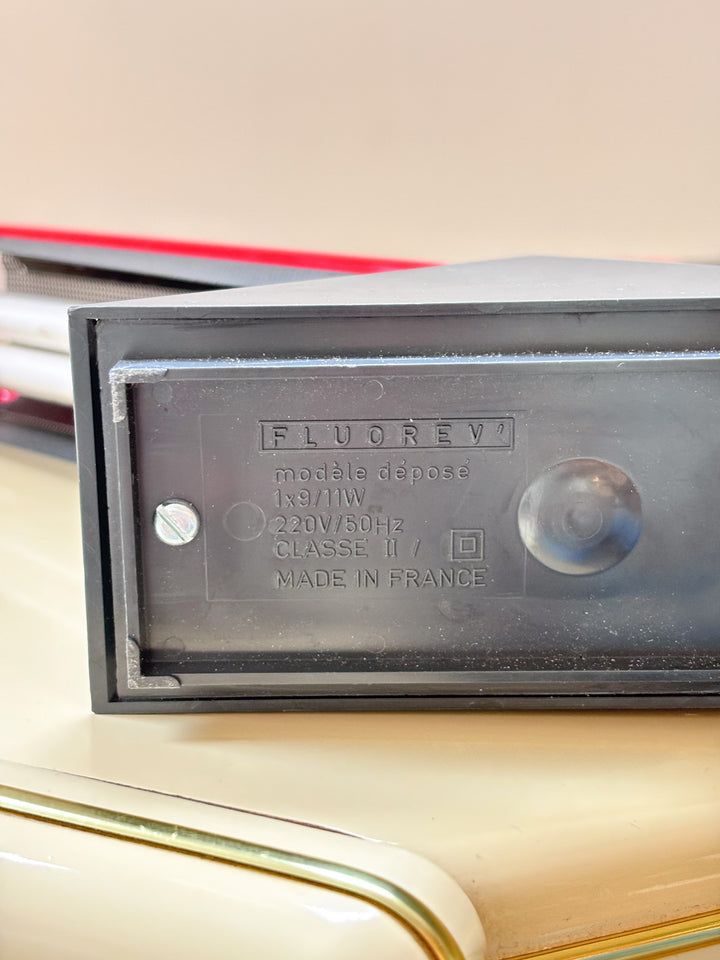 FLUOREV'
modèle déposé
1x9/11W
220V/50Hz
CLASSE II /
MADE IN FRANCE